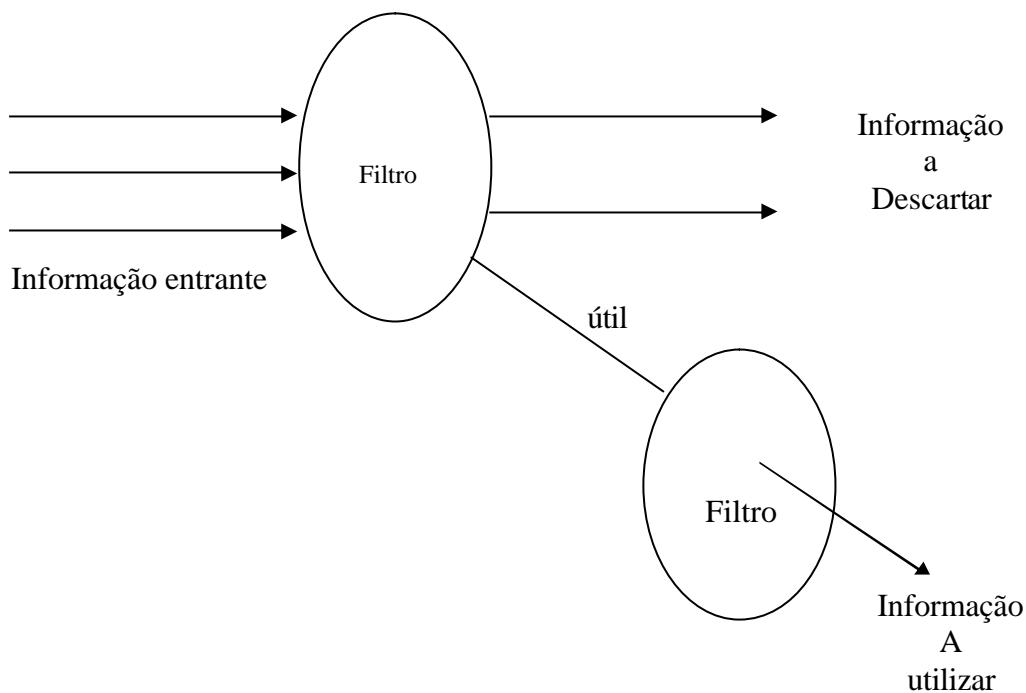 Filtro
Informação
a
Descartar
Informação entrante
útil
Filtro
Informação
A
utilizar